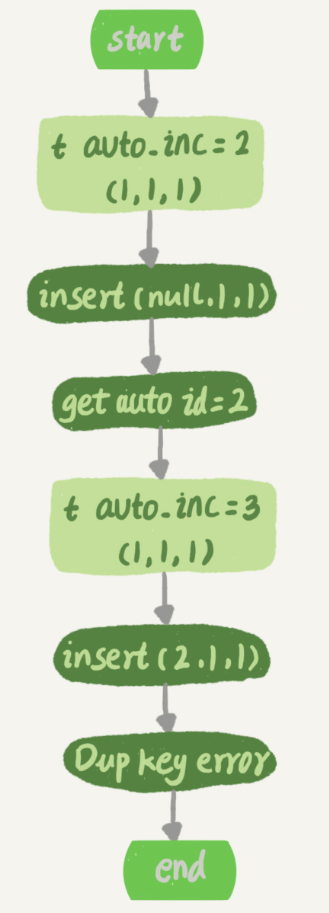 start
t auto_inc=2
(1,1,1)
insert(null.1,1)
get auto id=2
t auto_inc=3
(1,1,1)
insert(2.1,1)
Dup key error
end